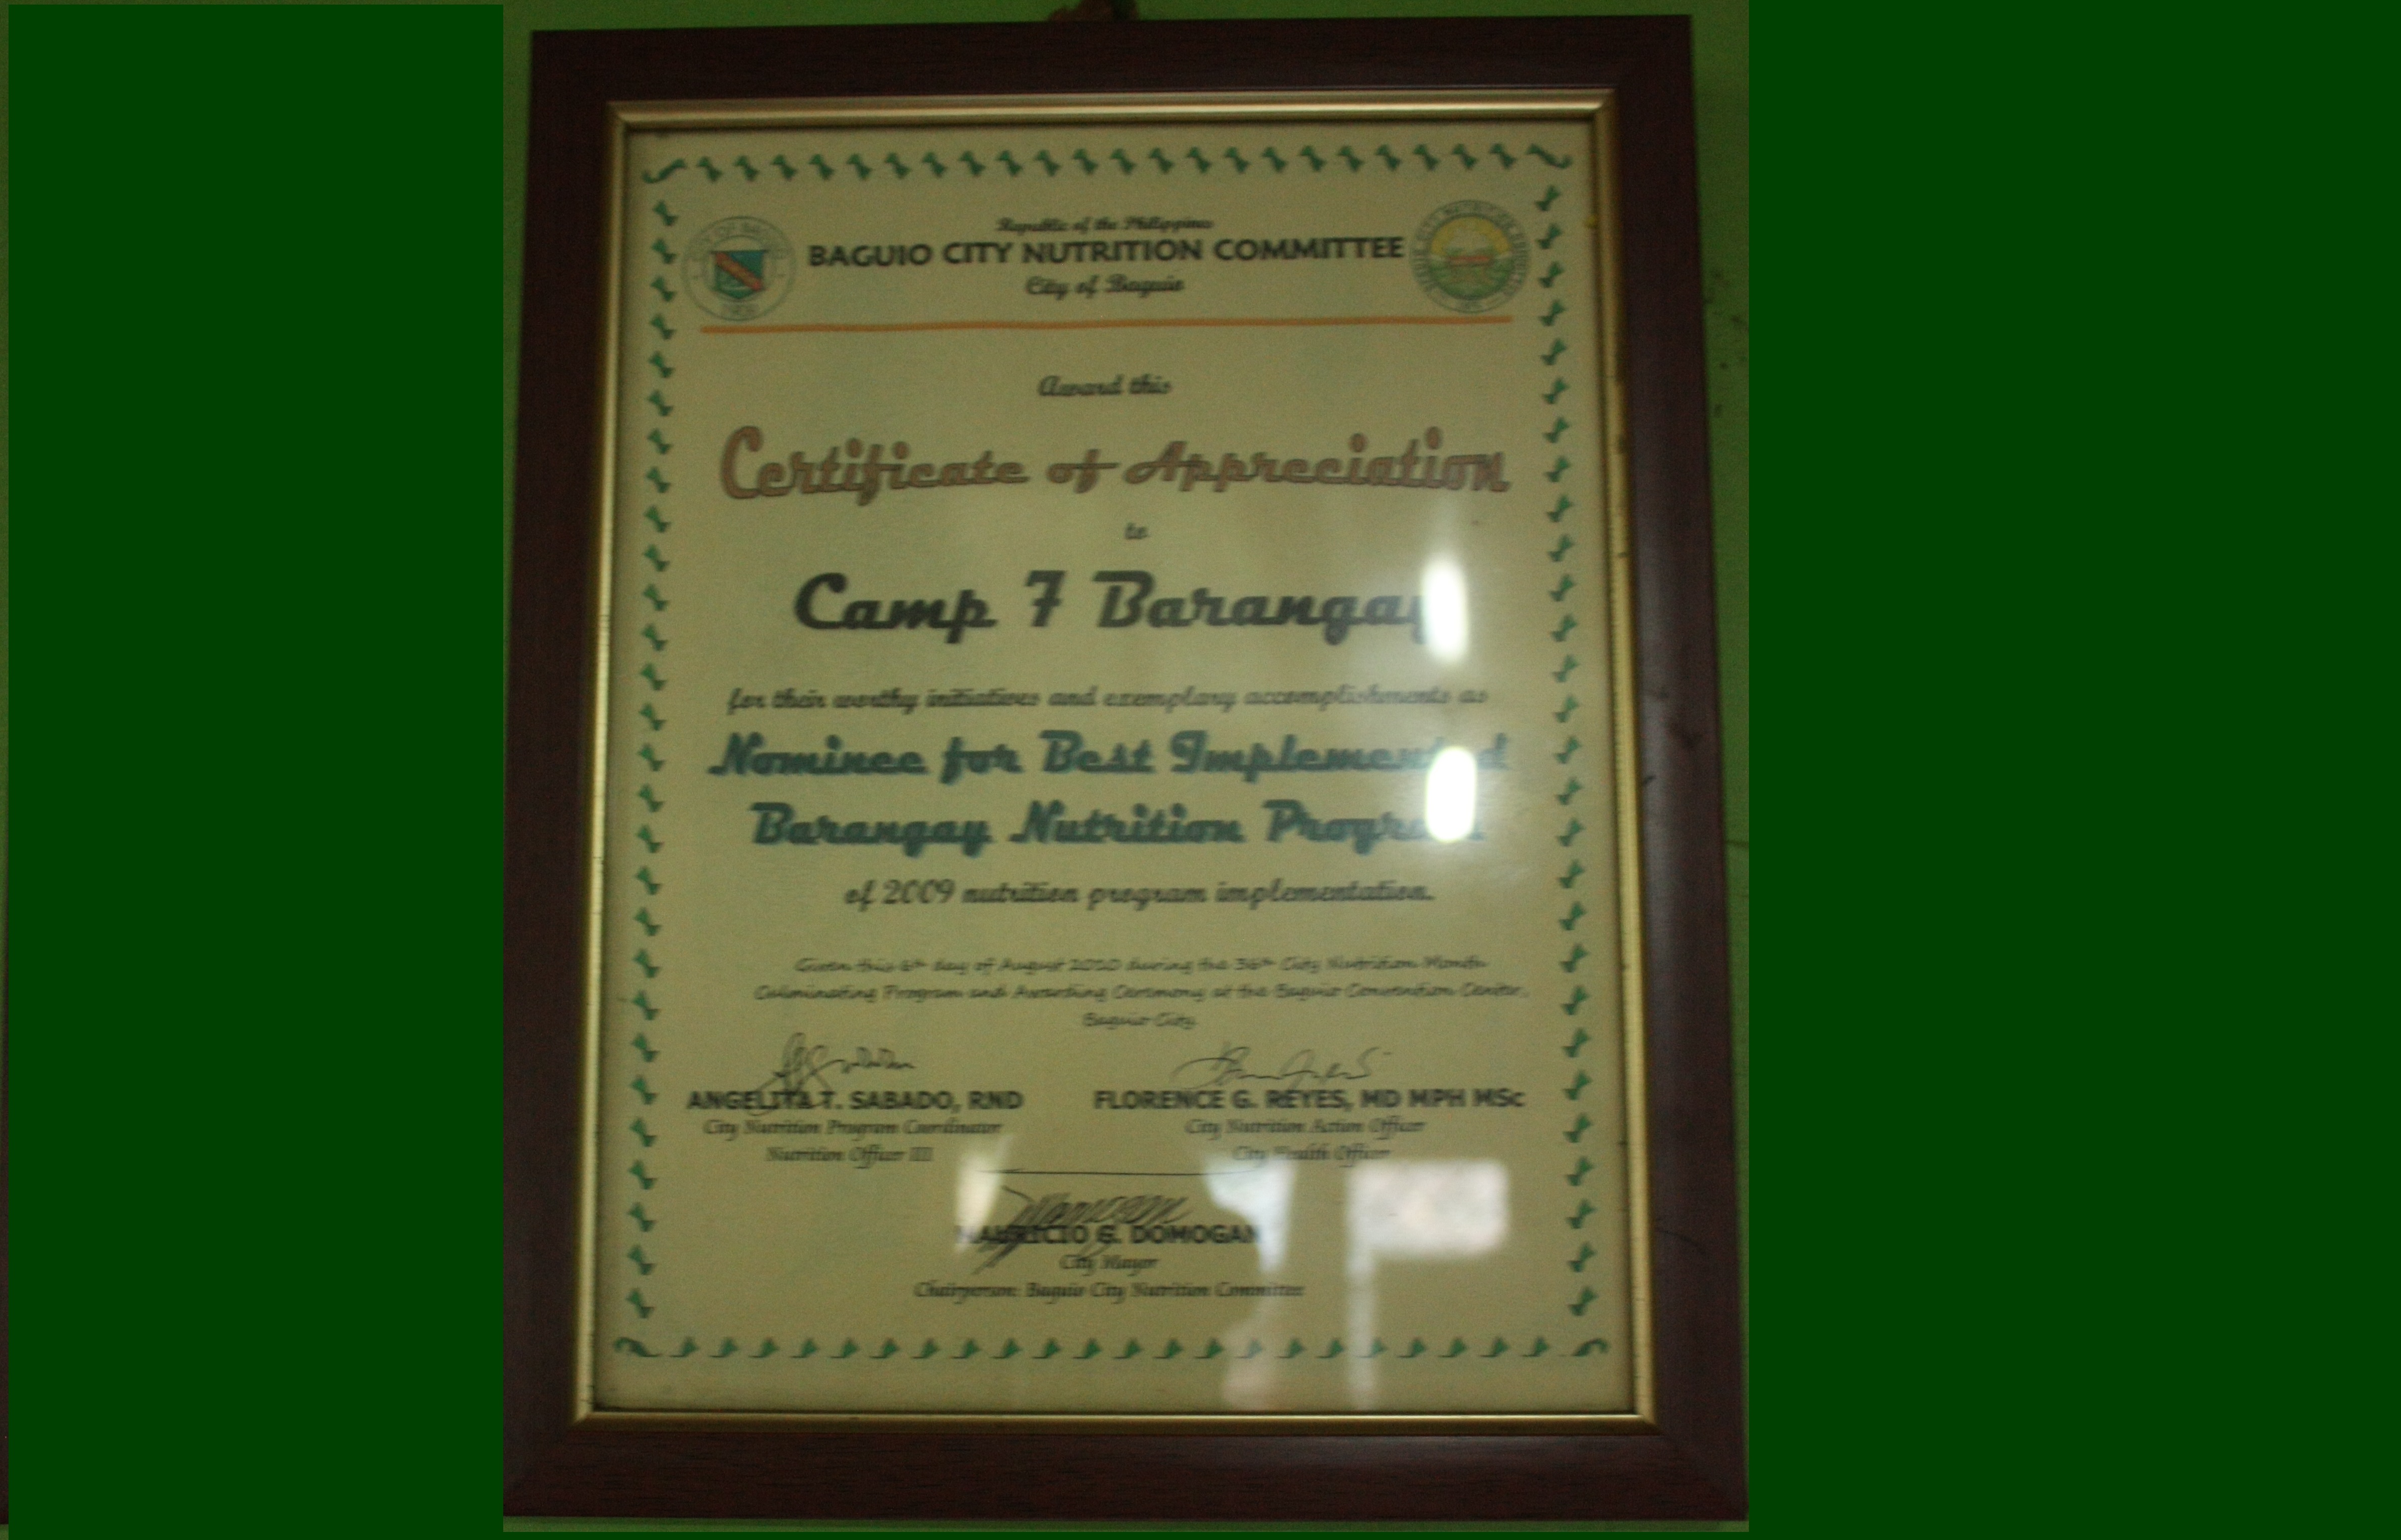 Republic of the Philippines
BAGUIO CITY NUTRITION COMMITTEE
City of Baguio
CITY OF BAGUIO
1909
Award this
Certificate of Appreciation
to
Camp 7 Barangay
for their worthy initiatives and exemplary accomplishments as
Nominee for Best Implemented
Barangay Nutrition Program
of 2009 nutrition program implementation.
Given this 6th day of August 2010 during the 36th City Nutrition Month
Culminating Program and Awarding Ceremony at the Baguio Convention Center,
Baguio City
ANGELITA T. SABADO, RND
City Nutrition Program Coordinator
Nutrition Officer III
FLORENCE G. REYES, MD MPH MSc
City Nutrition Action Officer
City Health Officer
MAURICIO G. DOMOGAN
City Mayor
Chairperson: Baguio City Nutrition Committee